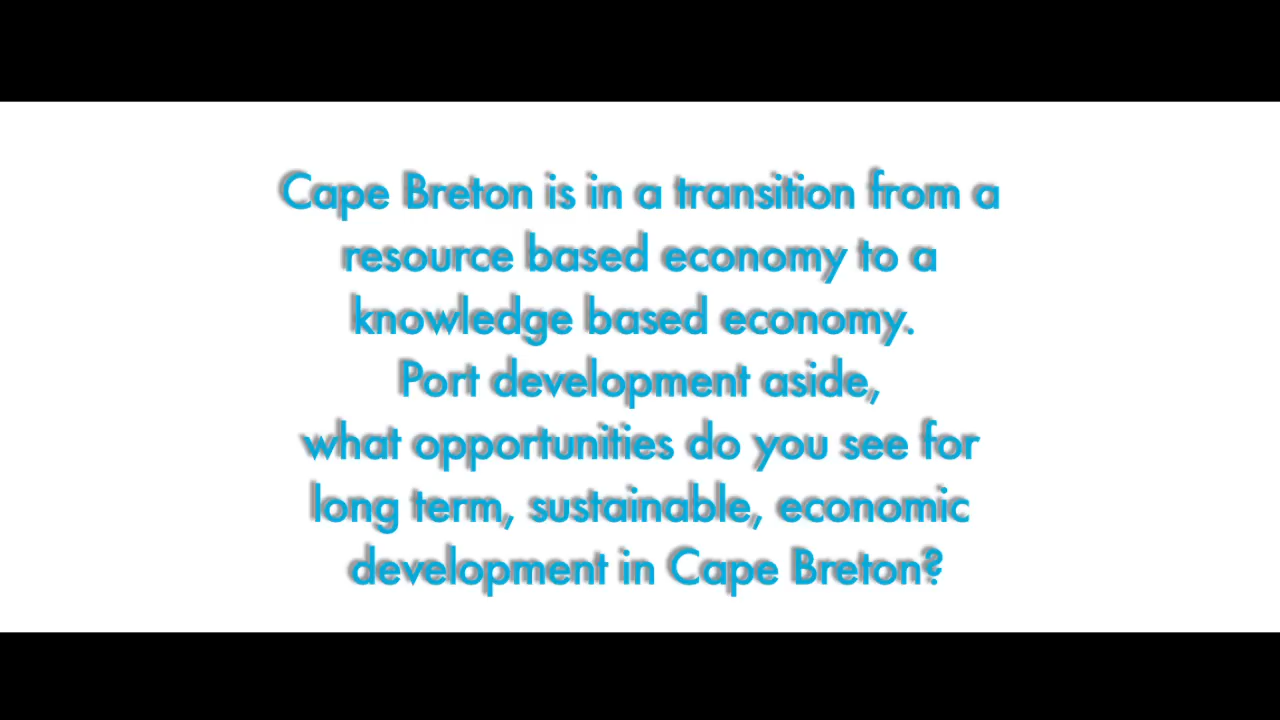 Cape Breton is in a transition from a
resource based economy to a
knowledge based economy.
Port development aside,
what opportunities do you see for
long term, sustainable, economic
development in Cape Breton?